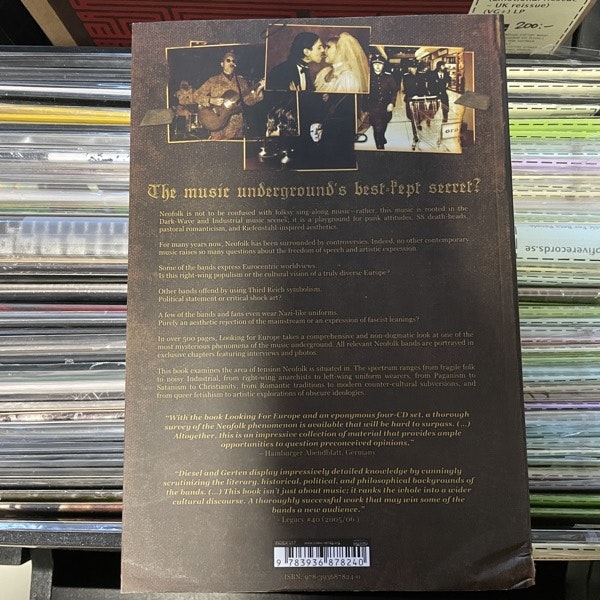 – UK reissue)
(VG+) LP
200:-
The music underground's best-kept secret?
Neofolk is not to be confused with folksy sing-along music—rather, this music is rooted in the
Dark-Wave and Industrial music scenes, it is a playground for punk attitudes, SS death-heads,
pastoral romanticism, and Riefenstahl-inspired aesthetics.
For many years now, Neofolk has been surrounded by controversies. Indeed, no other contemporary
music raises so many questions about the freedom of speech and artistic expression.
Some of the bands express Eurocentric worldviews.
Is this right-wing populism or the cultural vision of a truly diverse Europe?
Other bands offend by using Third Reich symbolism.
Political statement or critical shock art?
A few of the bands and fans even wear Nazi-like uniforms.
Purely an aesthetic rejection of the mainstream or an expression of fascist leanings?
In over 500 pages, Looking for Europe takes a comprehensive and non-dogmatic look at one of the
most mysterious phenomena of the music underground. All relevant Neofolk bands are portrayed in
exclusive chapters featuring interviews and photos.
This book examines the area of tension Neofolk is situated in. The spectrum ranges from fragile folk
to noisy Industrial, from right-wing anarchists to left-wing uniform wearers, from Paganism to
Satanism to Christianity, from Romantic traditions to modern counter-cultural subversions, and
from queer fetishism to artistic explorations of obscure ideologies.
"With the book Looking For Europe and an eponymous four-CD set, a thorough
survey of the Neofolk phenomenon is available that will be hard to surpass. (...)
Altogether, this is an impressive collection of material that provides ample
opportunities to question preconceived opinions."
- Hamburger Abendblatt, Germany
"Diesel and Gerten display impressively detailed knowledge by cunningly
scrutinizing the literary, historical, political, and philosophical backgrounds of
the bands. (...) This book isn't just about music; it ranks the whole into a wider
cultural discourse. A thoroughly successful work that may win some of the
bands a new audience."
- Legacy #40 (2005/06)
9 783936 878240
ISBN: 978-3-936878-24-0
pfiverecords.se